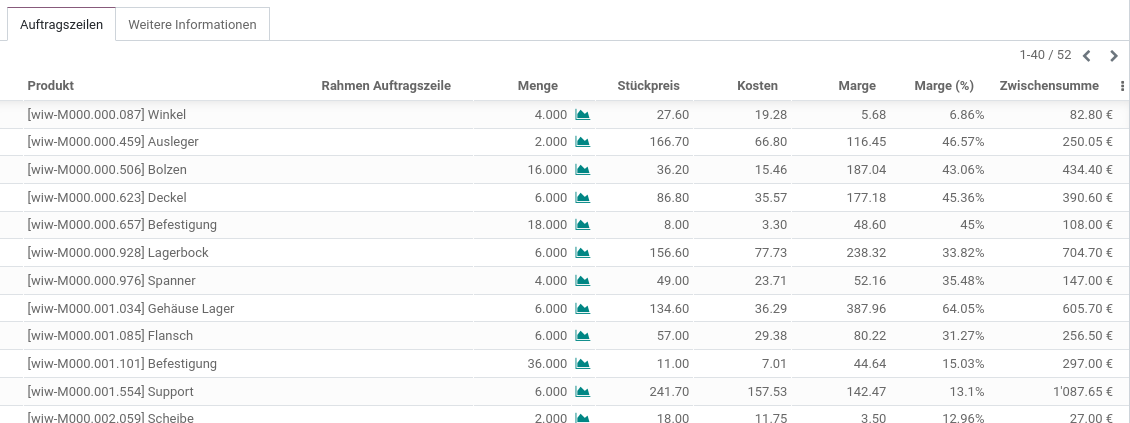 Auftragszeilen Weitere Informationen
1-40 / 52
Produkt Rahmen Auftragszeile Menge Stückpreis Kosten Marge Marge (%) Zwischensumme
[wiw-M000.000.087] Winkel 4.000 27.60 19.28 5.68 6.86% 82.80 €
[wiw-M000.000.459] Ausleger 2.000 166.70 66.80 116.45 46.57% 250.05 €
[wiw-M000.000.506] Bolzen 16.000 36.20 15.46 187.04 43.06% 434.40 €
[wiw-M000.000.623] Deckel 6.000 86.80 35.57 177.18 45.36% 390.60 €
[wiw-M000.000.657] Befestigung 18.000 8.00 3.30 48.60 45% 108.00 €
[wiw-M000.000.928] Lagerbock 6.000 156.60 77.73 238.32 33.82% 704.70 €
[wiw-M000.000.976] Spanner 4.000 49.00 23.71 52.16 35.48% 147.00 €
[wiw-M000.001.034] Gehäuse Lager 6.000 134.60 36.29 387.96 64.05% 605.70 €
[wiw-M000.001.085] Flansch 6.000 57.00 29.38 80.22 31.27% 256.50 €
[wiw-M000.001.101] Befestigung 36.000 11.00 7.01 44.64 15.03% 297.00 €
[wiw-M000.001.554] Support 6.000 241.70 157.53 142.47 13.1% 1'087.65 €
[wiw-M000.002.059] Scheibe 2.000 18.00 11.75 3.50 12.96% 27.00 €